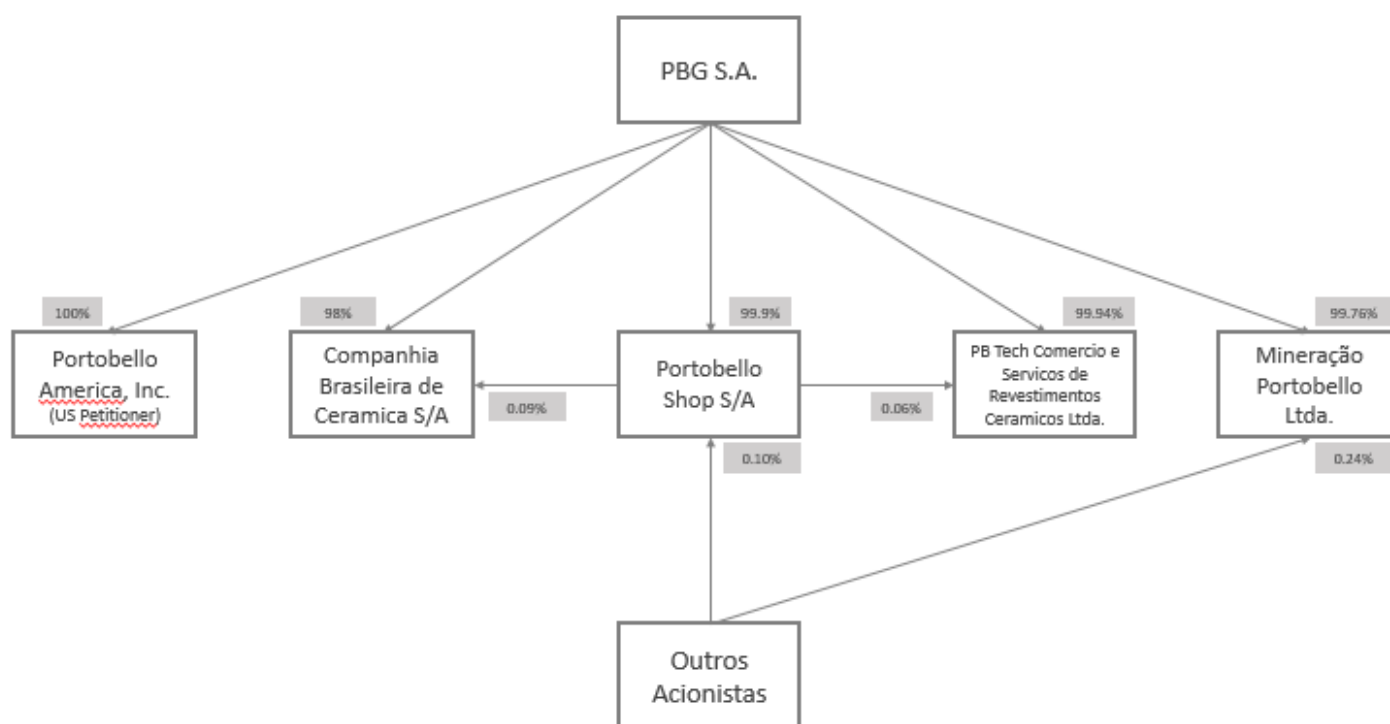 PBG S.A.
100%
98%
99.9%
99.94%
99.76%
Portobello
America, Inc.
(US Petitioner)
Companhia
Brasileira de
Ceramica S/A
Portobello
Shop S/A
PB Tech Comercio e
Servicos de
Revestimentos
Ceramicos Ltda.
Mineração
Portobello
Ltda.
0.09%
0.06%
0.10%
0.24%
Outros
Acionistas